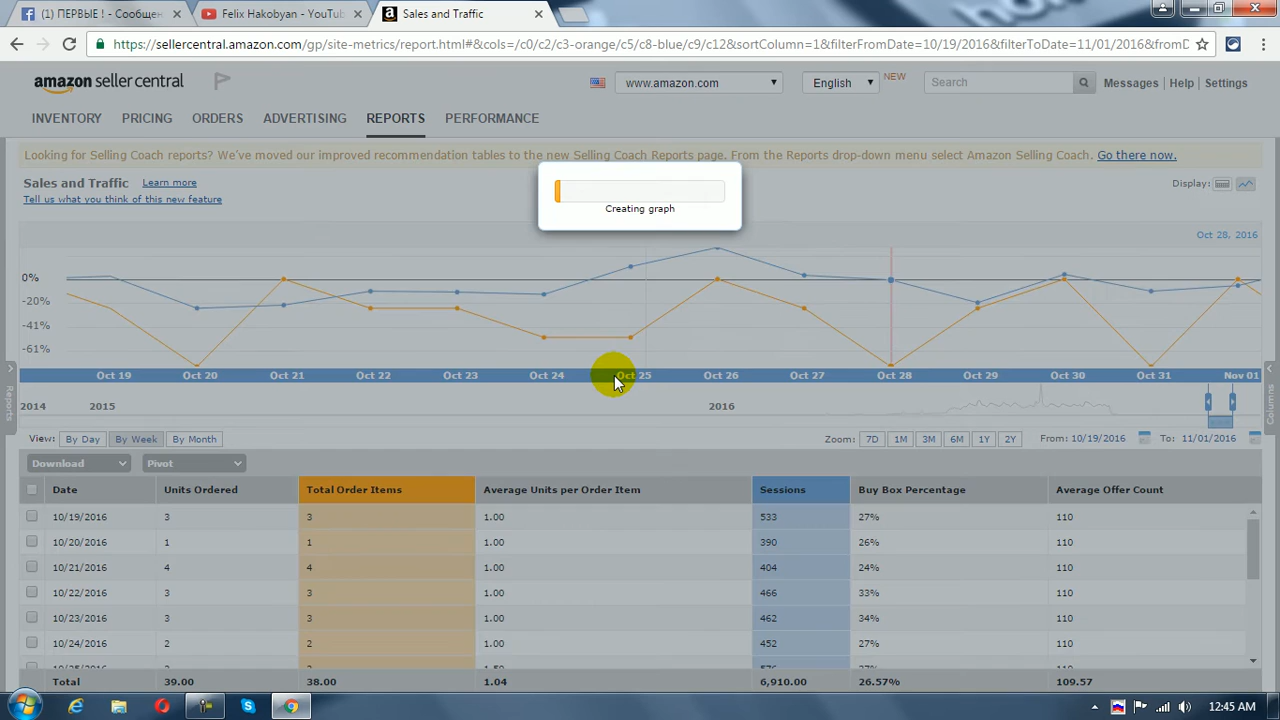 (1) ПЕРВЫЕ ! - Сообщен
Felix Hakobyan - YouTube
Sales and Traffic
https://sellercentral.amazon.com/gp/site-metrics/report.html#&cols=/c0/c2/c3-orange/c5/c8-blue/c9/c12&sortColumn=1&filterFromDate=10/19/2016&filterToDate=11/01/2016&fromD
amazon seller central
www.amazon.com
English
NEW
Search
Messages | Help | Settings
INVENTORY PRICING ORDERS ADVERTISING REPORTS PERFORMANCE
Looking for Selling Coach reports? We've moved our improved recommendation tables to the new Selling Coach Reports page. From the Reports drop-down menu select Amazon Selling Coach. Go there now.
Sales and Traffic Learn more
Display:
Tell us what you think of this new feature
Creating graph
Oct 28, 2016
0%
-20%
-41%
-61%
Oct 19 Oct 20 Oct 21 Oct 22 Oct 23 Oct 24 Oct 25 Oct 26 Oct 27 Oct 28 Oct 29 Oct 30 Oct 31 Nov 01
Reports
Columns
2014 2015 2016
View: By Day By Week By Month
Zoom: 7D 1M 3M 6M 1Y 2Y From: 10/19/2016 To: 11/01/2016
Download Pivot
Date Units Ordered Total Order Items Average Units per Order Item Sessions Buy Box Percentage Average Offer Count
10/19/2016 3 3 1.00 533 27% 110
10/20/2016 1 1 1.00 390 26% 110
10/21/2016 4 4 1.00 404 24% 110
10/22/2016 3 3 1.00 466 33% 110
10/23/2016 3 3 1.00 462 34% 110
10/24/2016 2 2 1.00 452 27% 110
Total 39.00 38.00 1.04 6,910.00 26.57% 109.57
12:45 AM